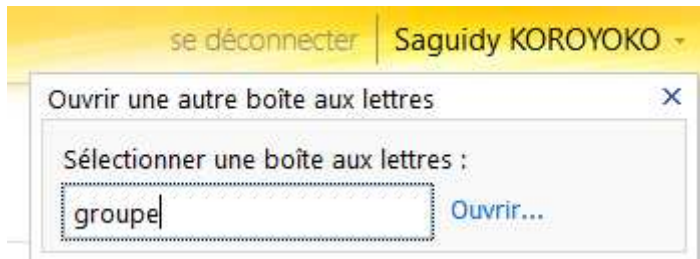 se déconnecter Saguidy KOROYOKO
Ouvrir une autre boîte aux lettres
Sélectionner une boîte aux lettres :
groupe Ouvrir...